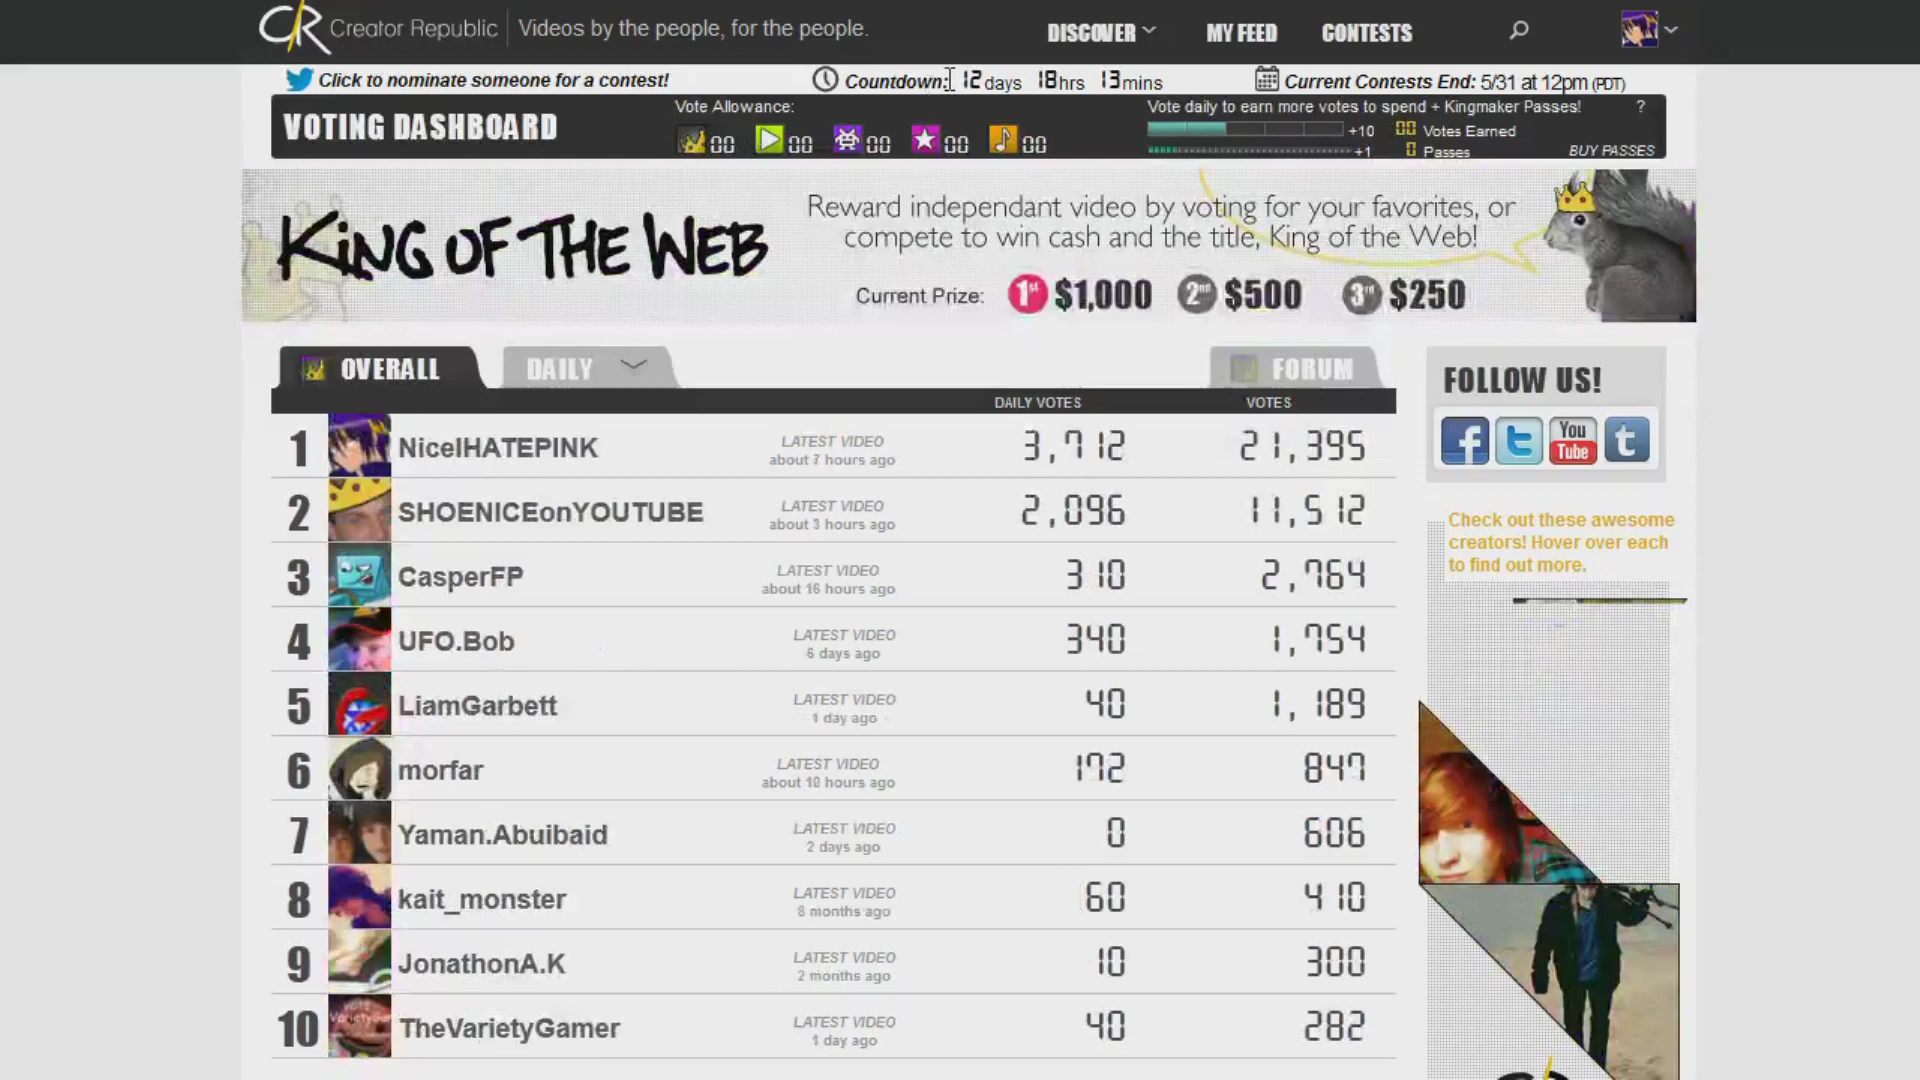 CR Creator Republic Videos by the people, for the people. DISCOVER MY FEED CONTESTS
Click to nominate someone for a contest! Countdown: 12 days 18 hrs 13 mins Current Contests End: 5/31 at 12pm (PDT)
VOTING DASHBOARD
Vote Allowance:
00 00 00 00 00
Vote daily to earn more votes to spend + Kingmaker Passes! ?
+10 00 Votes Earned
+1 0 Passes BUY PASSES
KING OF THE WEB
Reward independant video by voting for your favorites, or
compete to win cash and the title, King of the Web!
Current Prize: 1st $1,000 2nd $500 3rd $250
OVERALL DAILY FORUM
DAILY VOTES VOTES
1 NiceIHATEPINK LATEST VIDEO 3,712 21,395
about 7 hours ago
2 SHOENICEonYOUTUBE LATEST VIDEO 2,096 11,512
about 3 hours ago
3 CasperFP LATEST VIDEO 310 2,764
about 16 hours ago
4 UFO.Bob LATEST VIDEO 340 1,754
6 days ago
5 LiamGarbett LATEST VIDEO 40 1,189
1 day ago
6 morfar LATEST VIDEO 172 847
about 10 hours ago
7 Yaman.Abuibaid LATEST VIDEO 0 606
2 days ago
8 kait_monster LATEST VIDEO 60 410
8 months ago
9 JonathonA.K LATEST VIDEO 10 300
2 months ago
10 TheVarietyGamer LATEST VIDEO 40 282
1 day ago
FOLLOW US!
f t You Tube t
Check out these awesome
creators! Hover over each
to find out more.